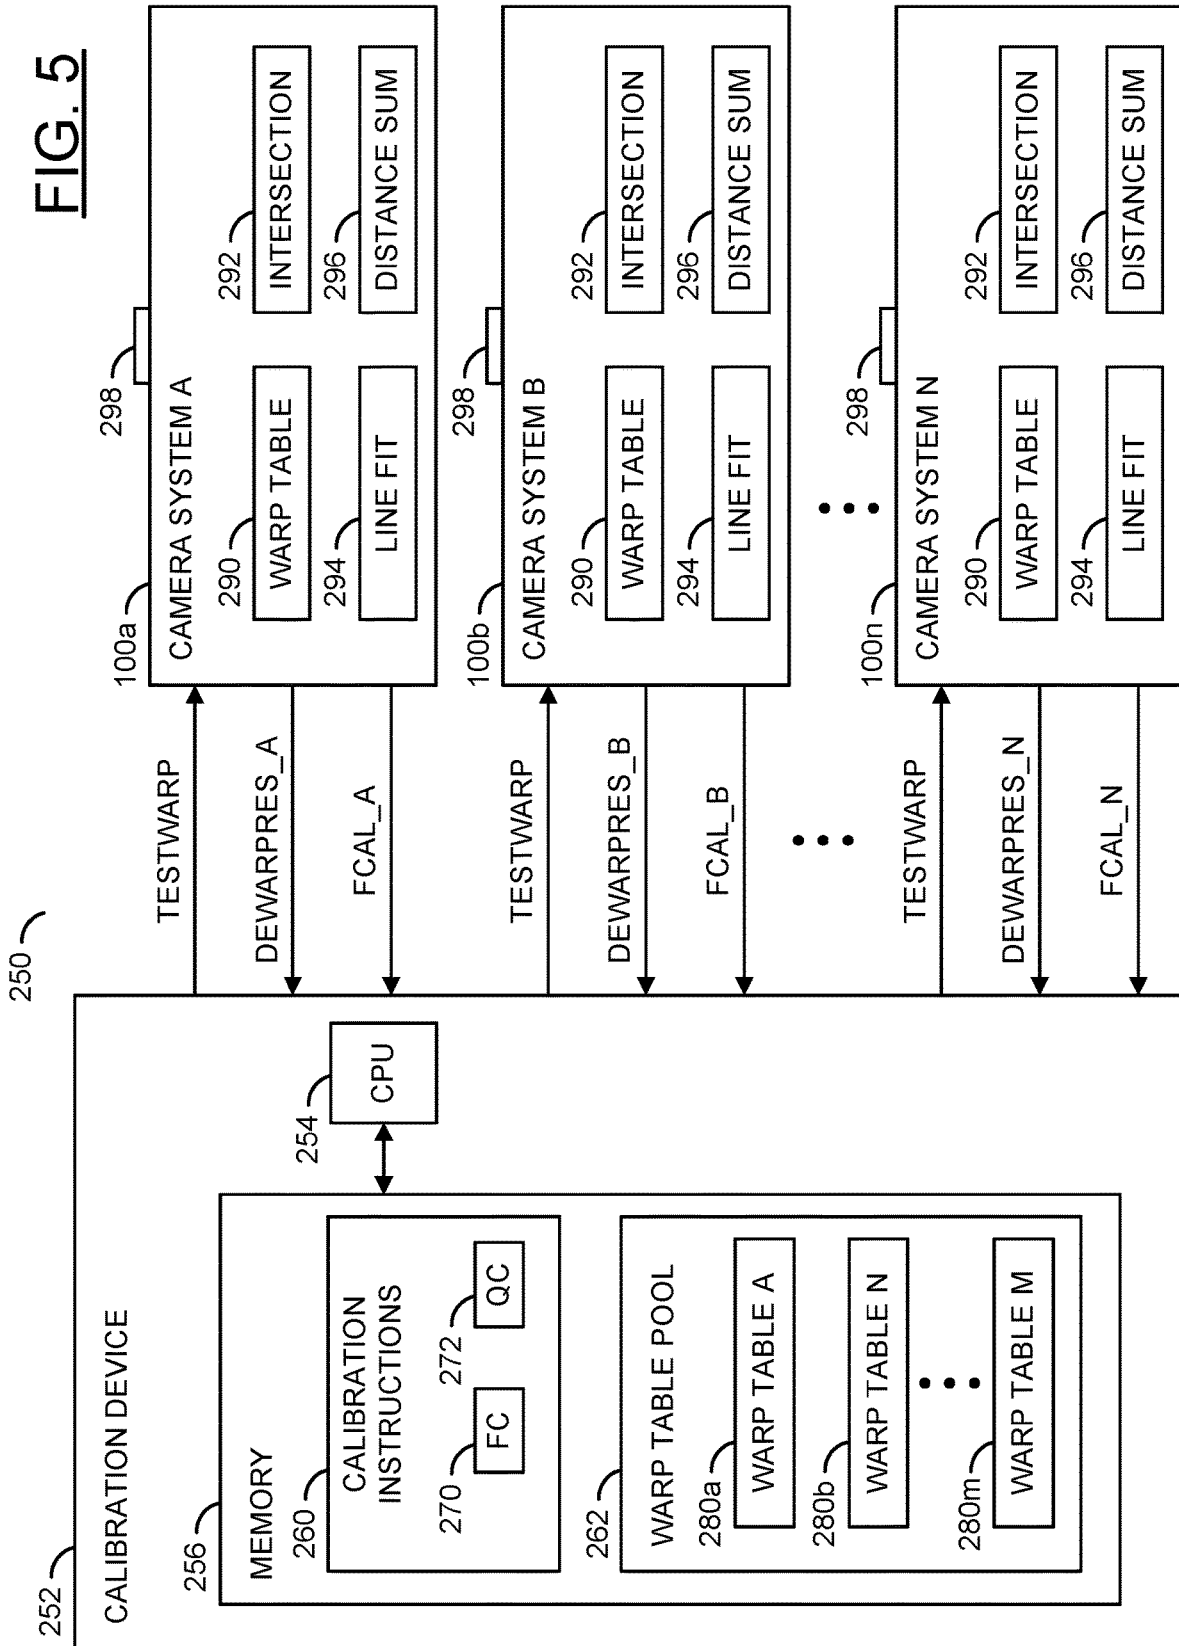 FIG. 5
250
252
CALIBRATION DEVICE
256
MEMORY
260
CALIBRATION
INSTRUCTIONS
270
FC
272
QC
254
CPU
262
WARP TABLE POOL
280a
WARP TABLE A
280b
WARP TABLE N
•••
280m
WARP TABLE M
TESTWARP
DEWARPRES_A
FCAL_A
100a
CAMERA SYSTEM A
298
290
WARP TABLE
292
INTERSECTION
294
LINE FIT
296
DISTANCE SUM
TESTWARP
DEWARPRES_B
FCAL_B
100b
CAMERA SYSTEM B
298
290
WARP TABLE
292
INTERSECTION
294
LINE FIT
296
DISTANCE SUM
•••
•••
TESTWARP
DEWARPRES_N
FCAL_N
100n
CAMERA SYSTEM N
298
290
WARP TABLE
292
INTERSECTION
294
LINE FIT
296
DISTANCE SUM